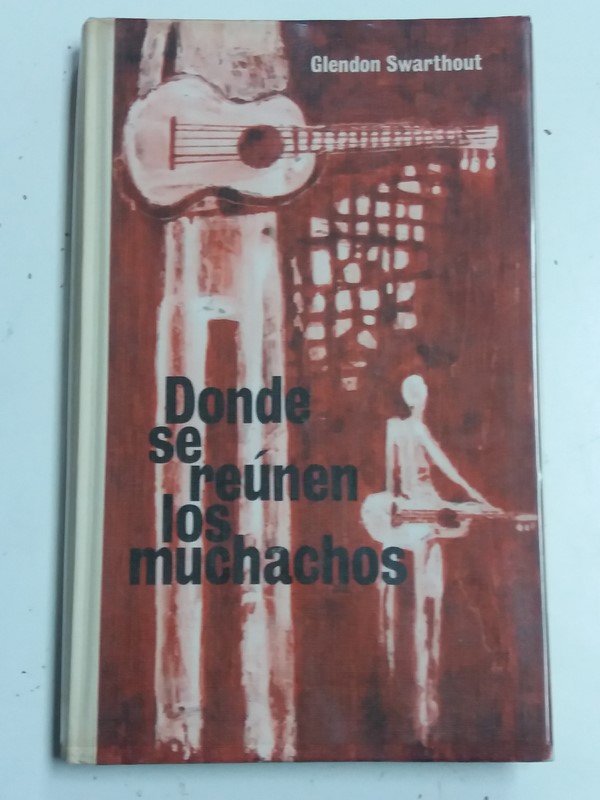 Glendon Swarthout
Donde
se
reúnen
los
muchachos